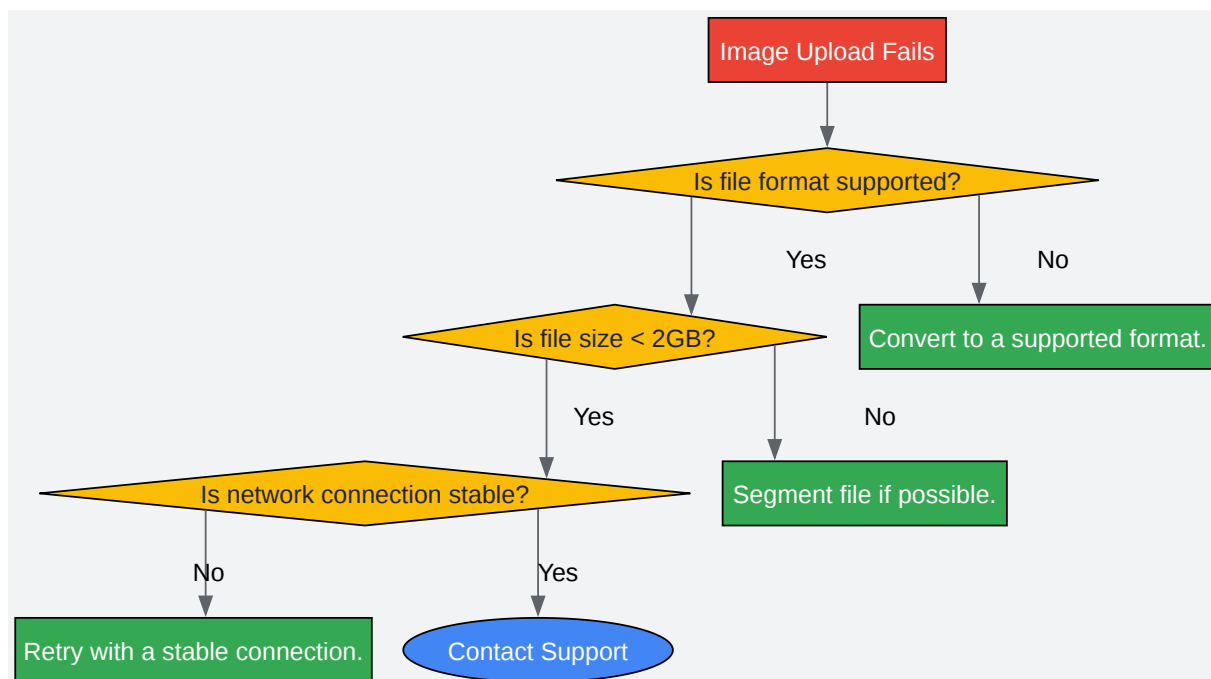 Image Upload Fails
Is file format supported?
Yes
No
Is file size < 2GB?
Convert to a supported format.
Yes
No
Is network connection stable?
Segment file if possible.
No
Yes
Retry with a stable connection.
Contact Support